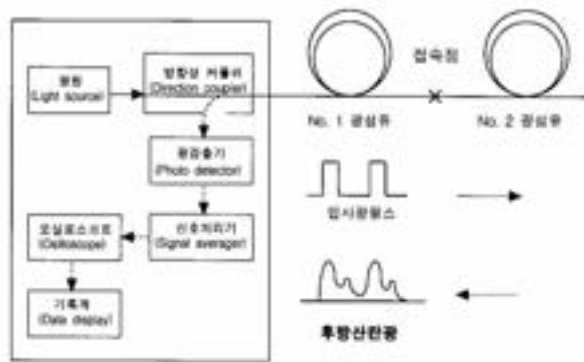 광원
(Light source)
방향성 커플러
(Direction coupler)
광검출기
(Photo detector)
신호처리기
(Signal averager)
오실로스코프
(Oscilloscope)
기록계
(Data display)
접속점
No. 1 광섬유
No. 2 광섬유
입사광펄스
후방산란광